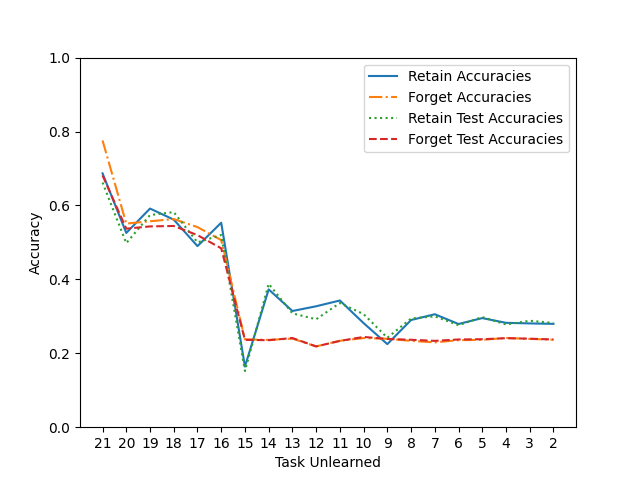 1.0
0.8
0.6
0.4
0.2
0.0
Accuracy
Retain Accuracies
Forget Accuracies
Retain Test Accuracies
Forget Test Accuracies
21 20 19 18 17 16 15 14 13 12 11 10 9 8 7 6 5 4 3 2
Task Unlearned